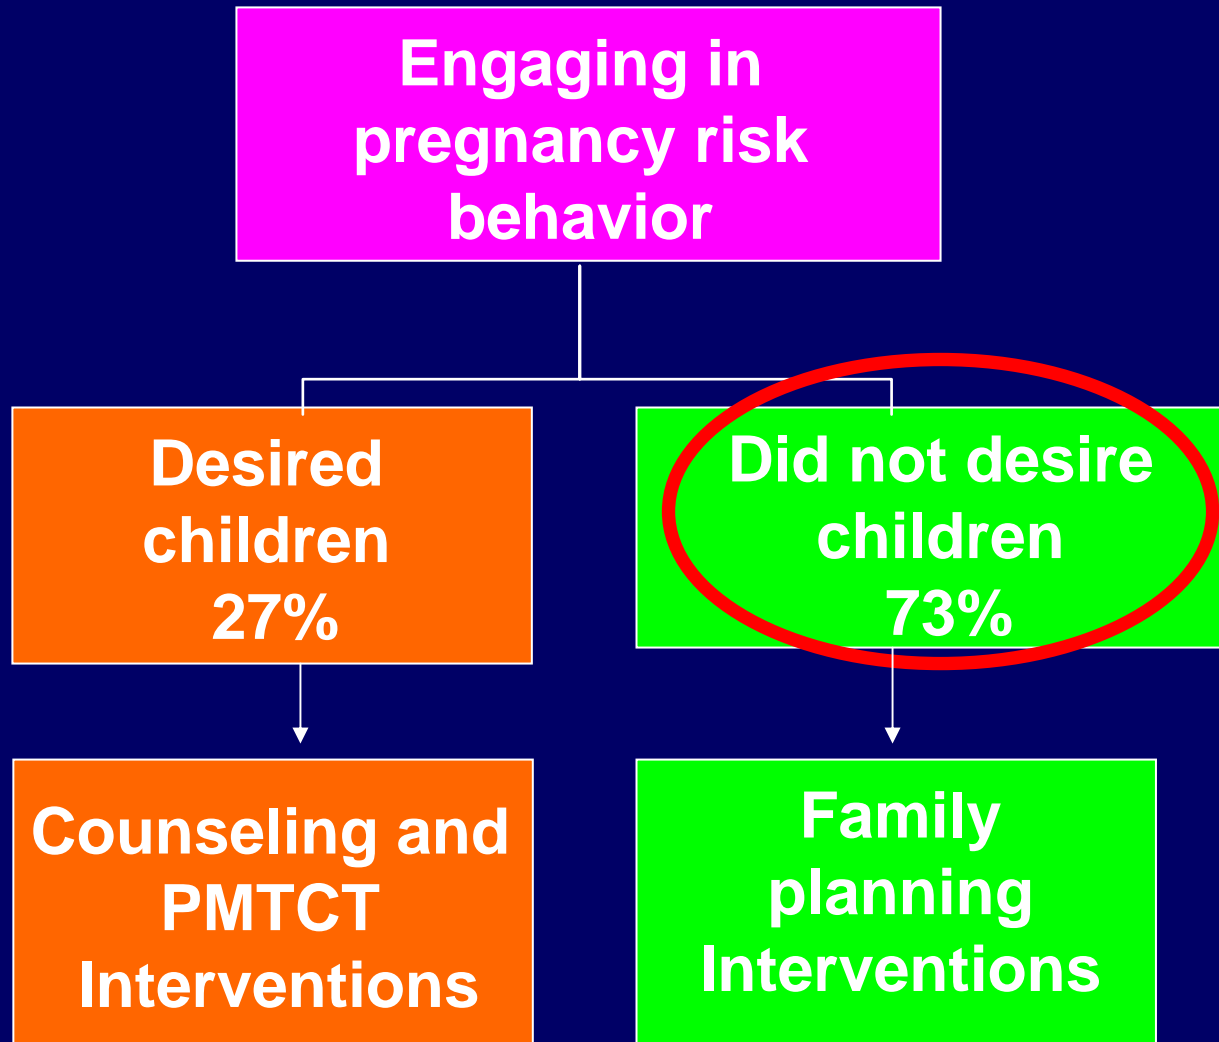 Engaging in
pregnancy risk
behavior
Desired
children
27%
Did not desire
children
73%
Counseling and
PMTCT
Interventions
Family
planning
Interventions